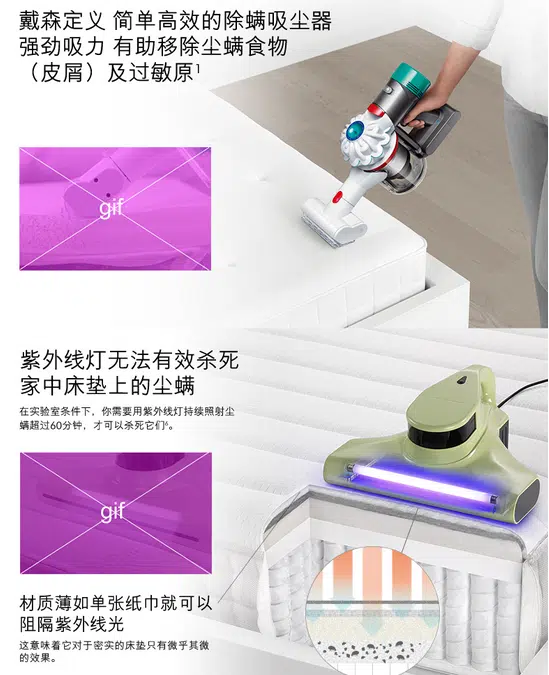 戴森定义 简单高效的除螨吸尘器
强劲吸力 有助移除尘螨食物
（皮屑）及过敏原¹
gif
紫外线灯无法有效杀死
家中床垫上的尘螨
在实验室条件下，你需要用紫外线灯持续照射尘
螨超过60分钟，才可以杀死它们⁶。
gif
材质薄如单张纸巾就可以
阻隔紫外线光
这意味着它对于密实的床垫只有微乎其微
的效果。